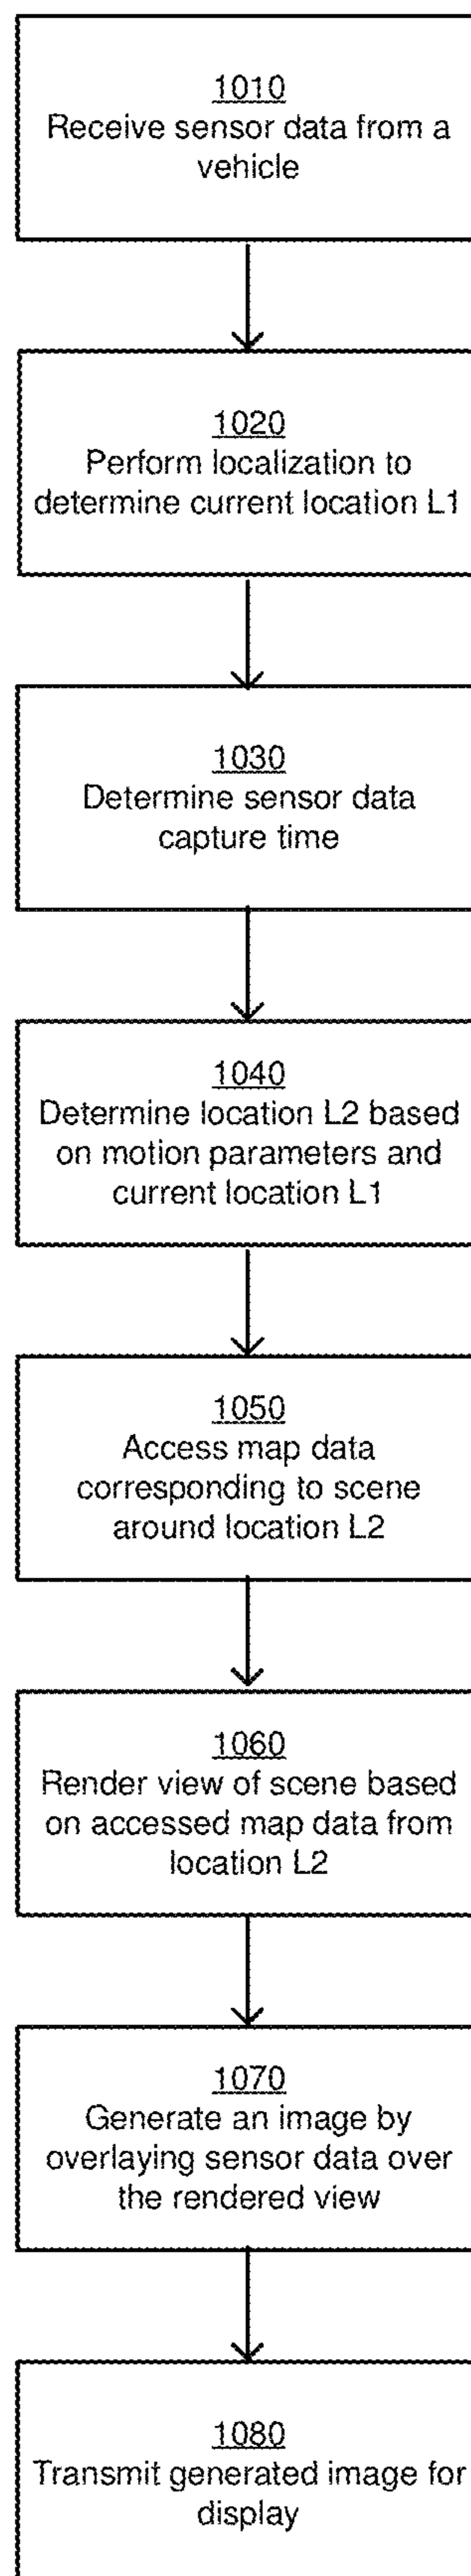 1010
Receive sensor data from a
vehicle
1020
Perform localization to
determine current location L1
1030
Determine sensor data
capture time
1040
Determine location L2 based
on motion parameters and
current location L1
1050
Access map data
corresponding to scene
around location L2
1060
Render view of scene based
on accessed map data from
location L2
1070
Generate an image by
overlaying sensor data over
the rendered view
1080
Transmit generated image for
display